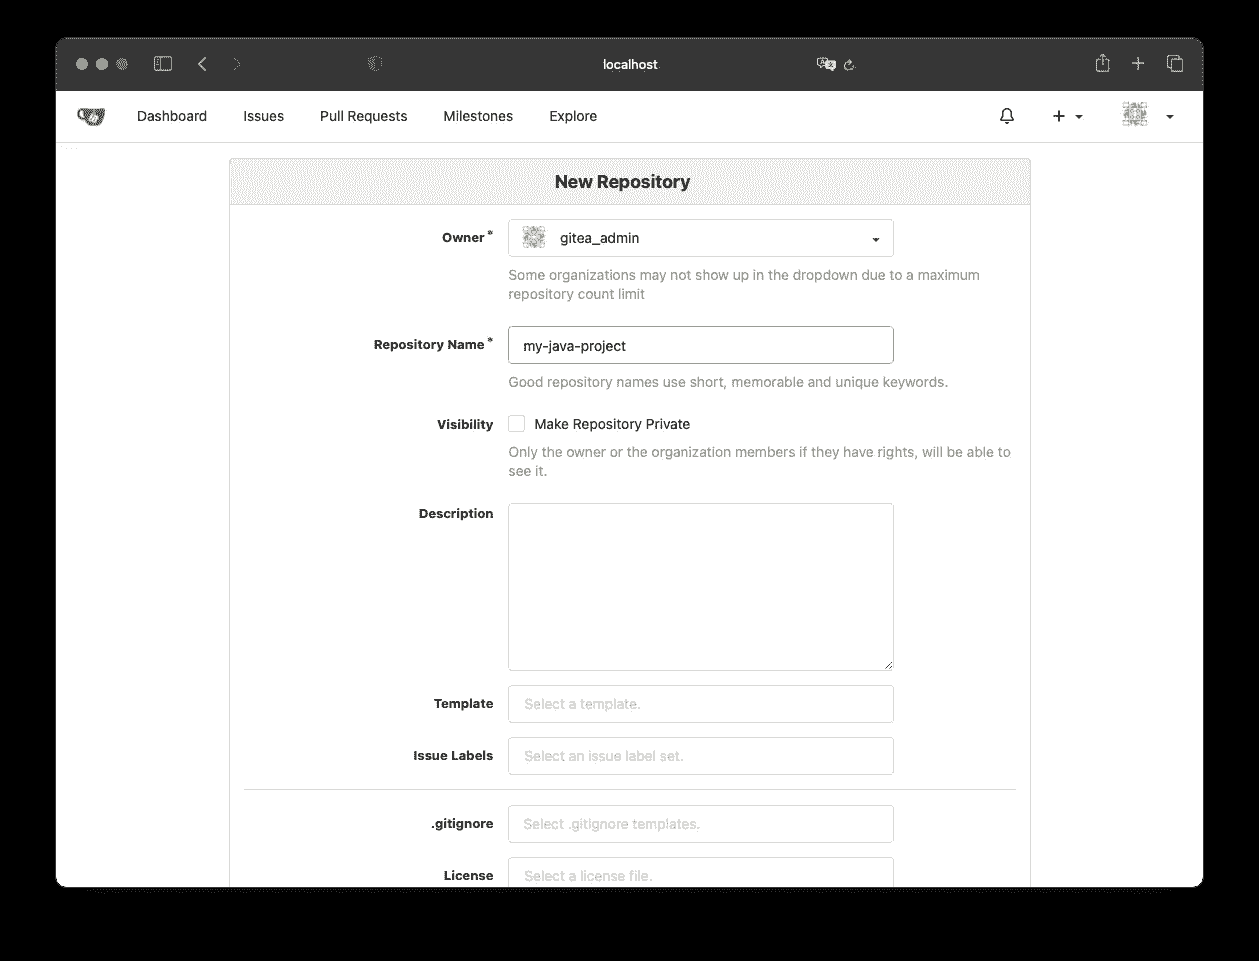 localhost
Dashboard Issues Pull Requests Milestones Explore
New Repository
Owner * gitea_admin
Some organizations may not show up in the dropdown due to a maximum
repository count limit
Repository Name * my-java-project
Good repository names use short, memorable and unique keywords.
Visibility Make Repository Private
Only the owner or the organization members if they have rights, will be able to
see it.
Description
Template Select a template.
Issue Labels Select an issue label set.
.gitignore Select .gitignore templates.
License Select a license file.